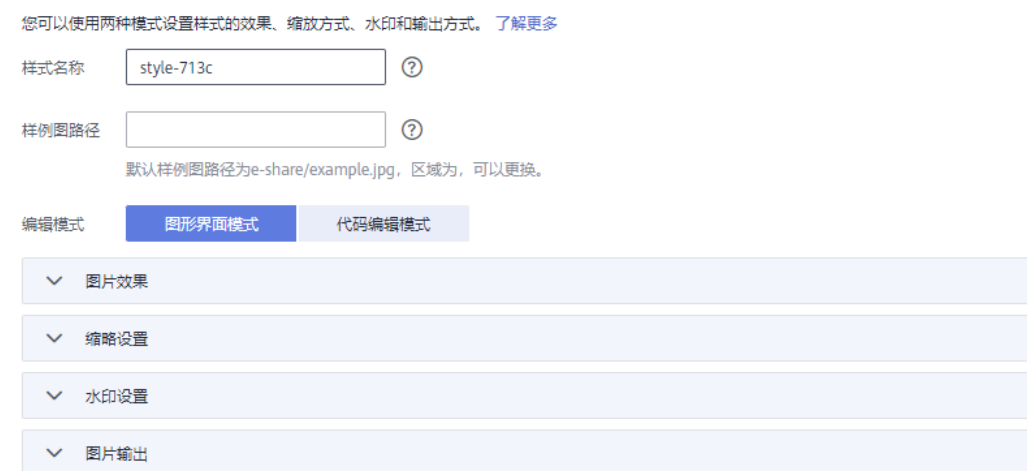 您可以使用两种模式设置样式的效果、缩放方式、水印和输出方式。 了解更多
样式名称 style-713c ?
样例图路径 ?
默认样例图路径为e-share/example.jpg，区域为，可以更换。
编辑模式 图形界面模式 代码编辑模式
图片效果
缩略设置
水印设置
图片输出